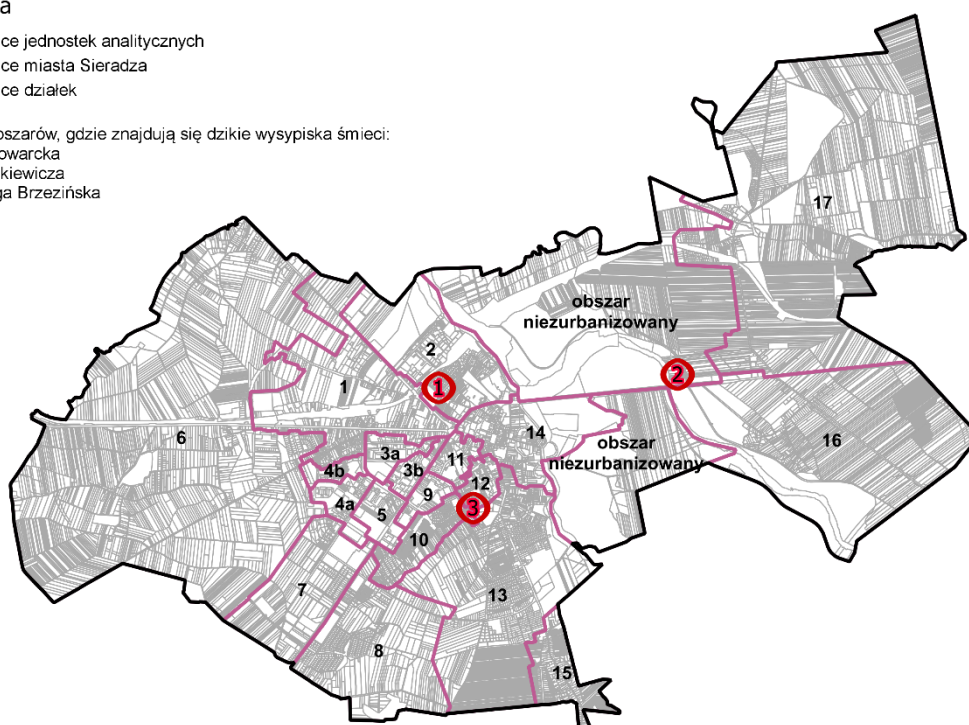 a
ce jednostek analitycznych
ce miasta Sieradza
ce działek
oszarów, gdzie znajdują się dzikie wysypiska śmieci:
owarcka
kiewicza
ga Brzezińska
17
obszar
niezurbanizowany
2
1
1
2
6
14
16
obszar
niezurbanizowany
3a
11
3b
4b
12
9
4a
3
5
10
7
13
8
15